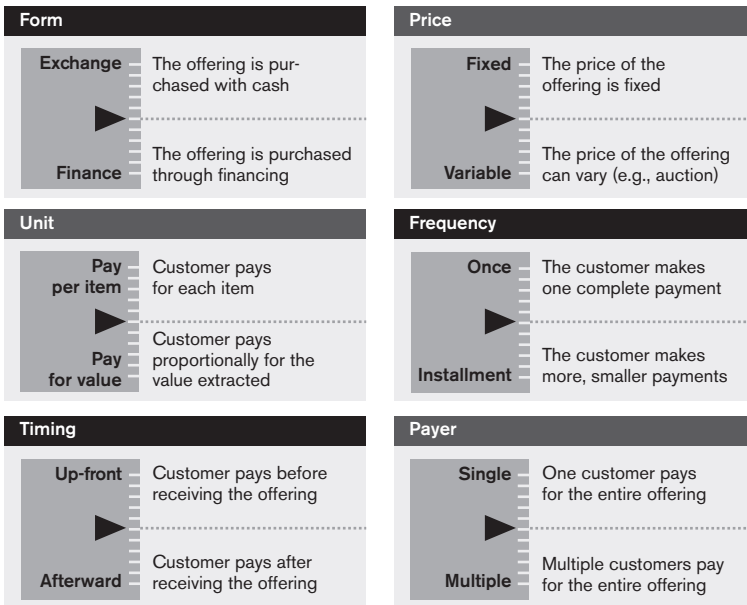 Form
Exchange
The offering is pur-
chased with cash
Finance
The offering is purchased
through financing
Price
Fixed
The price of the
offering is fixed
Variable
The price of the offering
can vary (e.g., auction)
Unit
Pay
per item
Customer pays
for each item
Pay
for value
Customer pays
proportionally for the
value extracted
Frequency
Once
The customer makes
one complete payment
Installment
The customer makes
more, smaller payments
Timing
Up-front
Customer pays before
receiving the offering
Afterward
Customer pays after
receiving the offering
Payer
Single
One customer pays
for the entire offering
Multiple
Multiple customers pay
for the entire offering